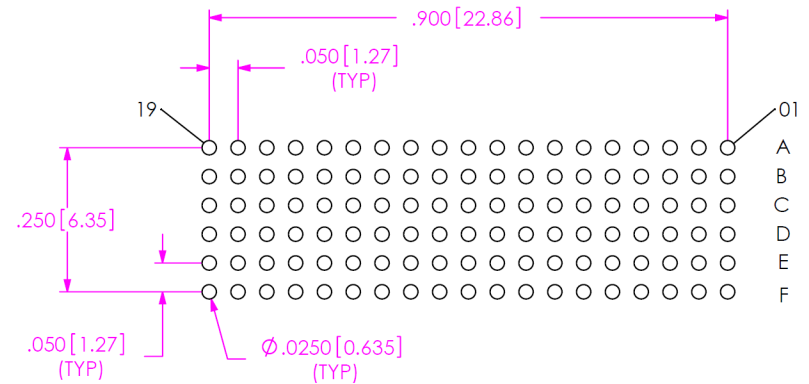 .900 [22.86]
.050 [1.27]
(TYP)
19
01
A
B
C
D
E
F
.250 [6.35]
.050 [1.27]
(TYP)
Ø.0250 [0.635]
(TYP)